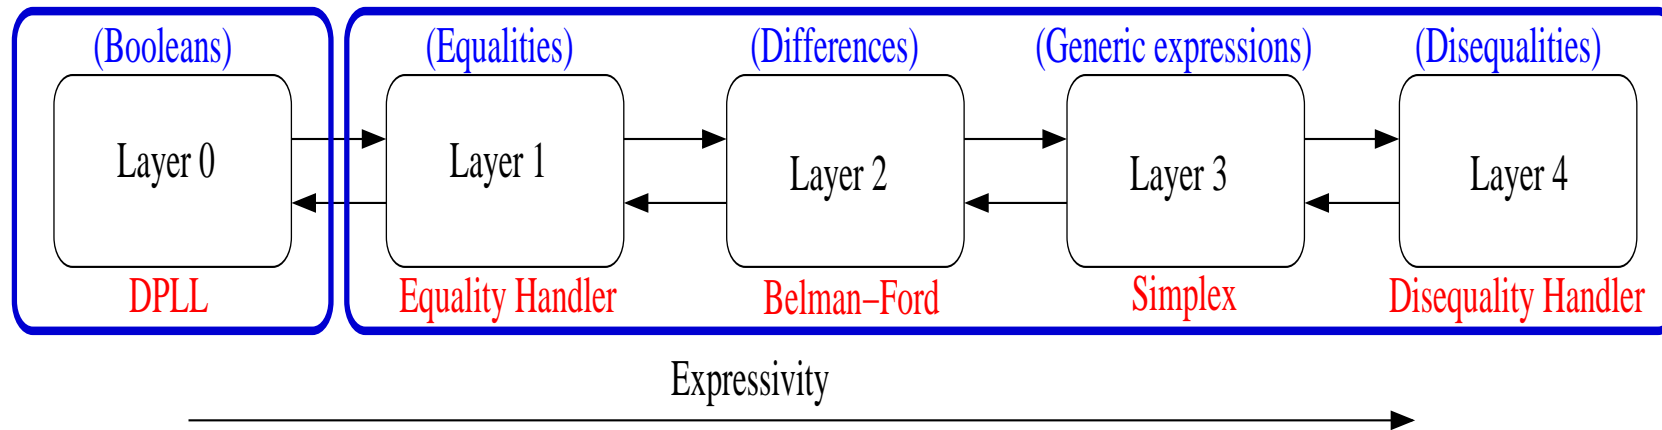 (Booleans) (Equalities) (Differences) (Generic expressions) (Disequalities)
Layer 0 Layer 1 Layer 2 Layer 3 Layer 4
DPLL Equality Handler Belman–Ford Simplex Disequality Handler
Expressivity